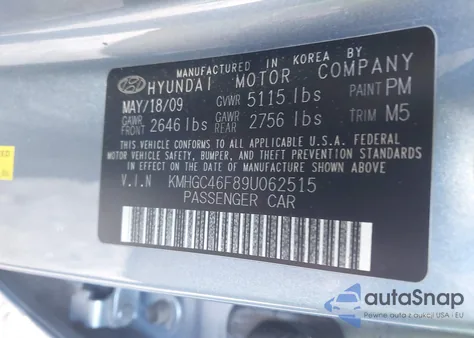 MANUFACTURED IN KOREA BY
HYUNDAI MOTOR COMPANY
MAY/18/09 GVWR 5115 lbs PAINT PM
GAWR FRONT 2646 lbs GAWR REAR 2756 lbs TRIM M5
THIS VEHICLE CONFORMS TO ALL APPLICABLE U.S.A. FEDERAL
MOTOR VEHICLE SAFETY, BUMPER, AND THEFT PREVENTION STANDARDS
IN EFFECT ON THE DATE OF MANUFACTURE SHOWN ABOVE.
V.I.N KMHGC46F89U062515
PASSENGER CAR
autaSnap
Pewne auta z aukcji USA - EU